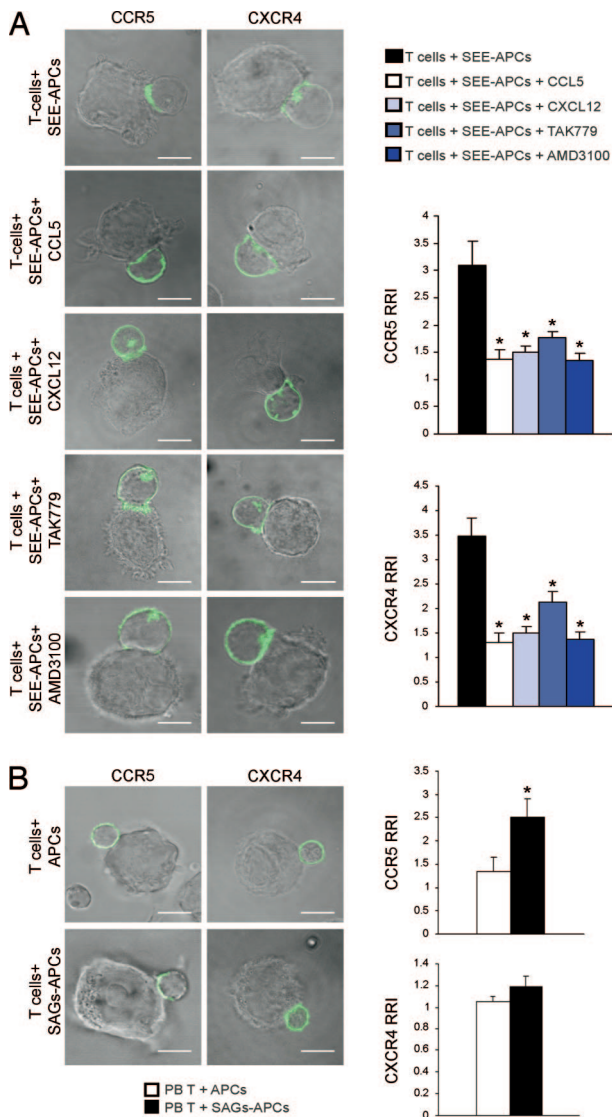 A
CCR5
CXCR4
T-cells+
SEE-APCs
T-cells+
SEE-APCs+
CCL5
T cells +
SEE-APCs+
CXCL12
T cells +
SEE-APCs+
TAK779
T cells+
SEE-APCs+
AMD3100
T cells + SEE-APCs
T cells + SEE-APCs + CCL5
T cells + SEE-APCs + CXCL12
T cells + SEE-APCs + TAK779
T cells + SEE-APCs + AMD3100
CCR5 RRI
4
3.5
3
2.5
2
1.5
1
0.5
0
* * * *
CXCR4 RRI
4
3.5
3
2.5
2
1.5
1
0.5
0
* * * *
B
CCR5
CXCR4
T cells+
APCs
T cells+
SAGs-APCs
PB T + APCs
PB T + SAGs-APCs
CCR5 RRI
3.5
3
2.5
2
1.5
1
0.5
0
*
CXCR4 RRI
1.4
1.2
1
0.8
0.6
0.4
0.2
0